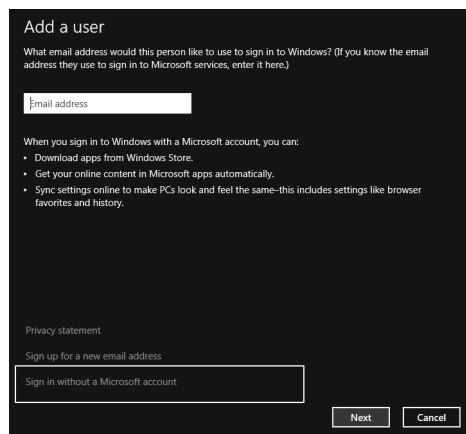 Add a user
What email address would this person like to use to sign in to Windows? (If you know the email
address they use to sign in to Microsoft services, enter it here.)
Email address
When you sign in to Windows with a Microsoft account, you can:
• Download apps from Windows Store.
• Get your online content in Microsoft apps automatically.
• Sync settings online to make PCs look and feel the same–this includes settings like browser
favorites and history.
Privacy statement
Sign up for a new email address
Sign in without a Microsoft account
Next Cancel